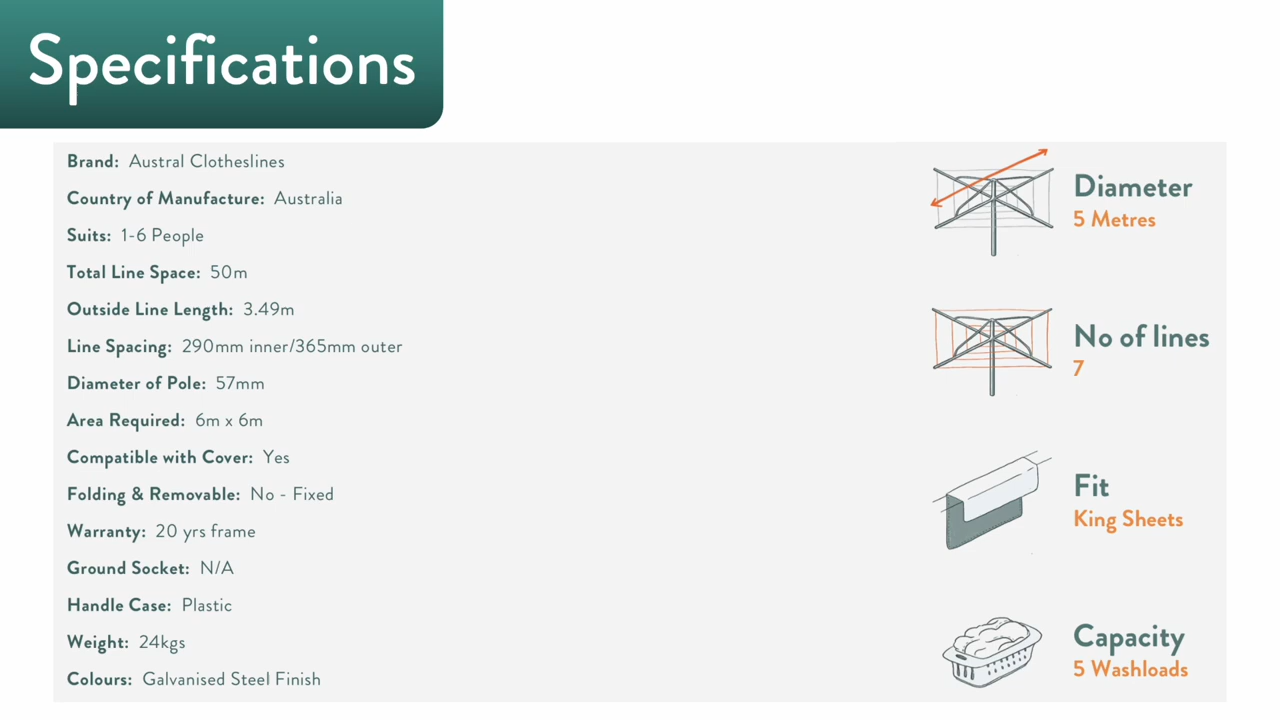 Specifications
Brand: Austral Clotheslines
Country of Manufacture: Australia
Suits: 1-6 People
Total Line Space: 50m
Outside Line Length: 3.49m
Line Spacing: 290mm inner/365mm outer
Diameter of Pole: 57mm
Area Required: 6m x 6m
Compatible with Cover: Yes
Folding & Removable: No - Fixed
Warranty: 20 yrs frame
Ground Socket: N/A
Handle Case: Plastic
Weight: 24kgs
Colours: Galvanised Steel Finish
Diameter
5 Metres
No of lines
7
Fit
King Sheets
Capacity
5 Washloads